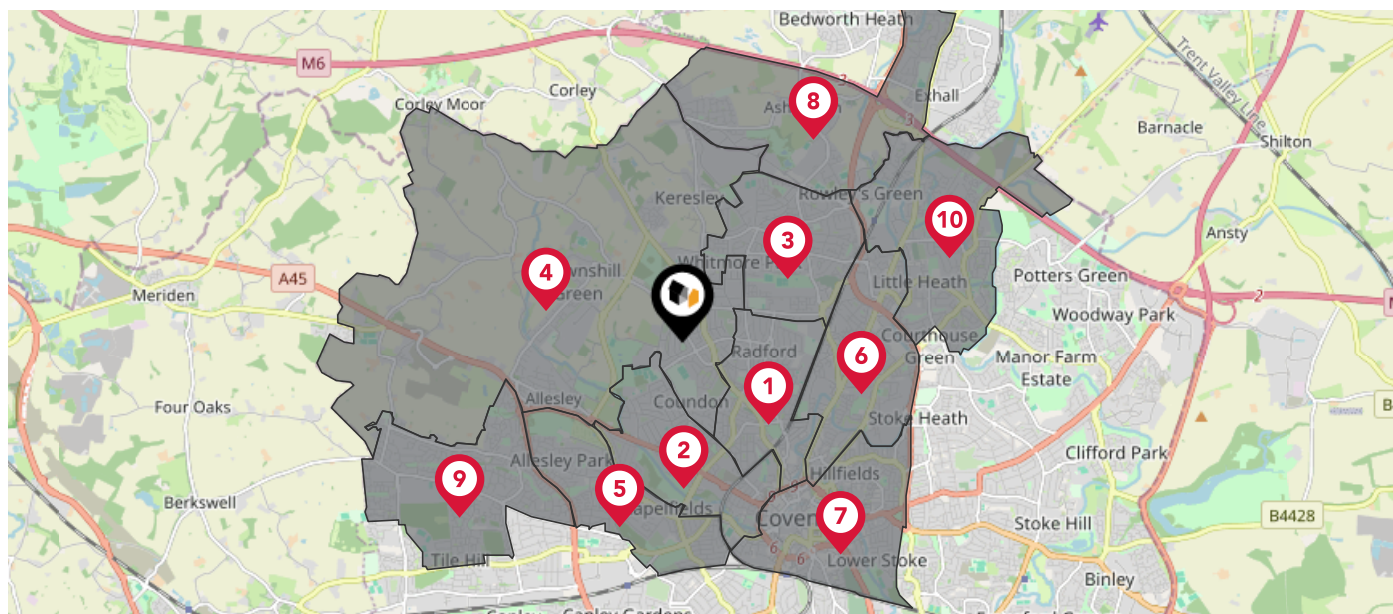 Bedworth Heath
M6
Corley Moor
Corley
8
Exhall
3
Trent Valley Line
Barnacle
Shilton
Keresley
Rowley's Green
10
Ansty
3
4
Whitmore Park
Little Heath
Potters Green
A45
Meriden
Green
2
Woodway Park
6
Courthouse
Green
Radford
1
Manor Farm
Estate
Allesley
Coundon
Four Oaks
Stoke Heath
2
Allesley Park
Clifford Park
9
5
Hillfields
Berkswell
7
B4428
Stoke Hill
6
6
Tile Hill
Lower Stoke
Binley